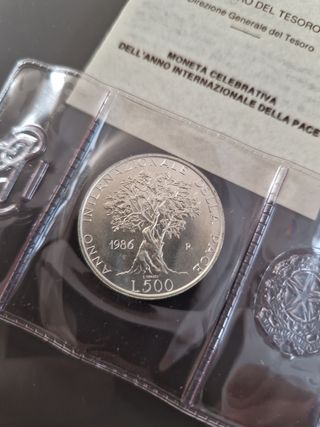 RO DEL TESORO
Direzione Generale del Tesoro
MONETA CELEBRATIVA
DELL'ANNO INTERNAZIONALE DELLA PACE
ANNO INTERNAZIONALE DELLA PACE
1986 R
L.500